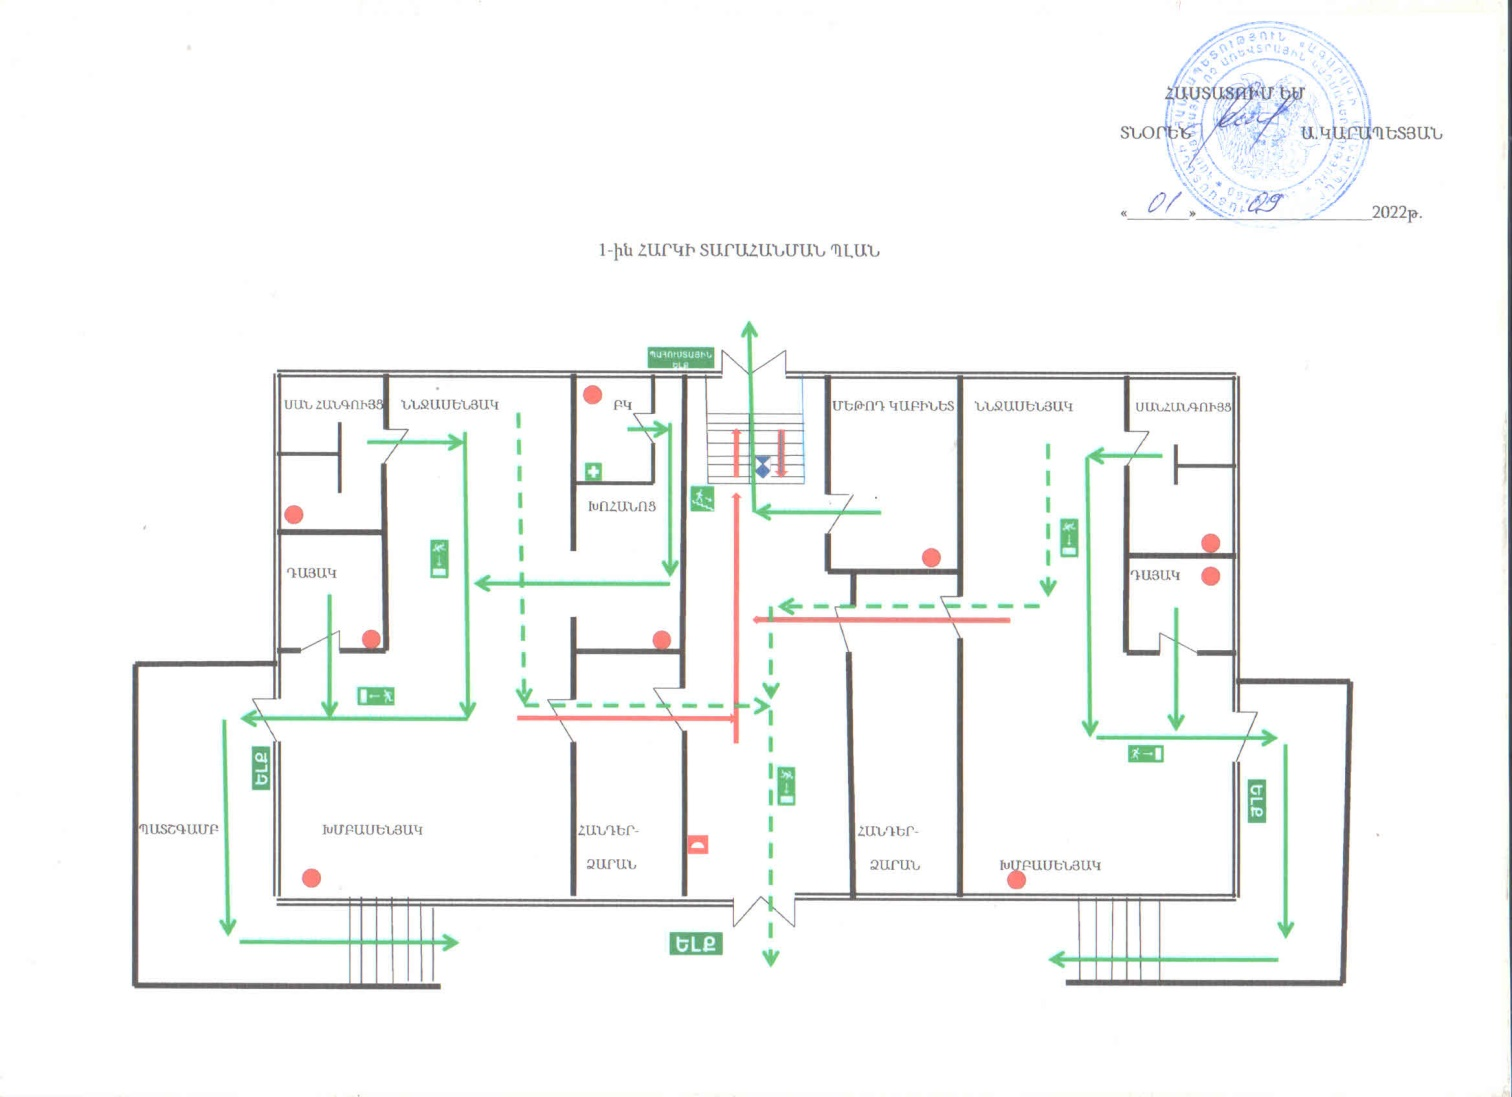 ՀԱՍՏԱՏՈՒՄ ԵՄ
ՏՆՕՐԵՆ Ա.ԿԱՐԱՊԵՏՅԱՆ
« 01 » 09 2022թ.
1-ին ՀԱՐԿԻ ՏԱՐԱՀԱՆՄԱՆ ՊԼԱՆ
ՊԱՀՈՒՍՏԱՅԻՆ
ԵԼՔ
ՍԱՆ ՀԱՆԳՈՒՅՑ
ՆՆՋԱՍԵՆՅԱԿ
ԲԿ
ՄԵԹՈԴ ԿԱԲԻՆԵՏ
ՆՆՋԱՍԵՆՅԱԿ
ՍԱՆՀԱՆԳՈՒՅՑ
ԽՈՀԱՆՈՑ
ԴԱՅԱԿ
ԴԱՅԱԿ
ԵԼՔ
ԵԼՔ
ՊԱՏՇԳԱՄԲ
ԽՄԲԱՍԵՆՅԱԿ
ՀԱՆԴԵՐ-
ՁԱՐԱՆ
ՀԱՆԴԵՐ-
ՁԱՐԱՆ
ԽՄԲԱՍԵՆՅԱԿ
ԵԼՔ